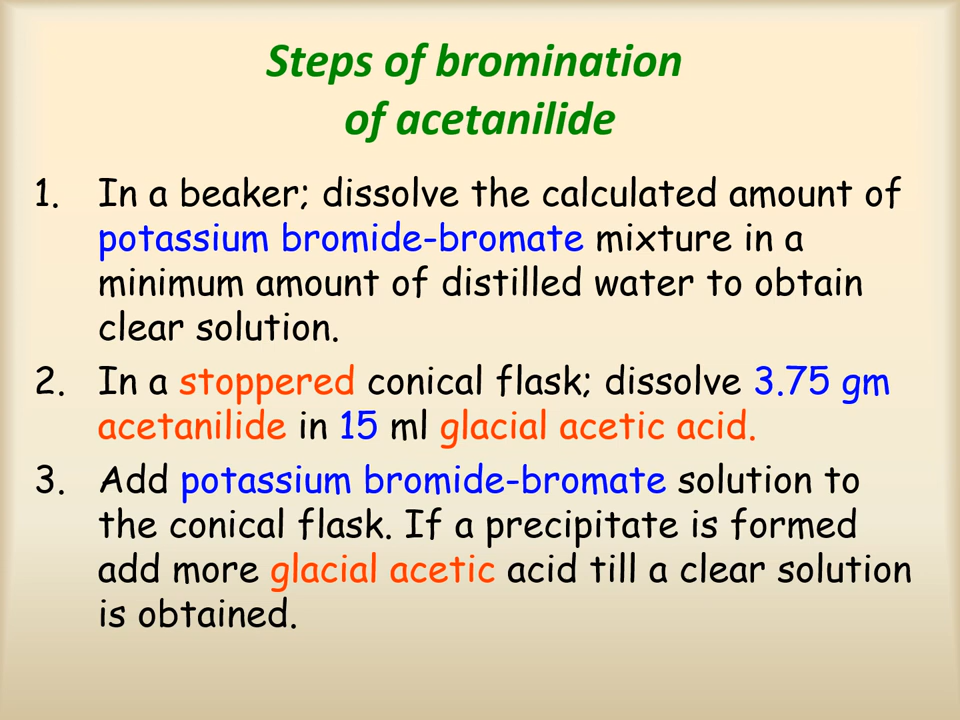 Steps of bromination
of acetanilide
1. In a beaker; dissolve the calculated amount of
potassium bromide-bromate mixture in a
minimum amount of distilled water to obtain
clear solution.
2. In a stoppered conical flask; dissolve 3.75 gm
acetanilide in 15 ml glacial acetic acid.
3. Add potassium bromide-bromate solution to
the conical flask. If a precipitate is formed
add more glacial acetic acid till a clear solution
is obtained.